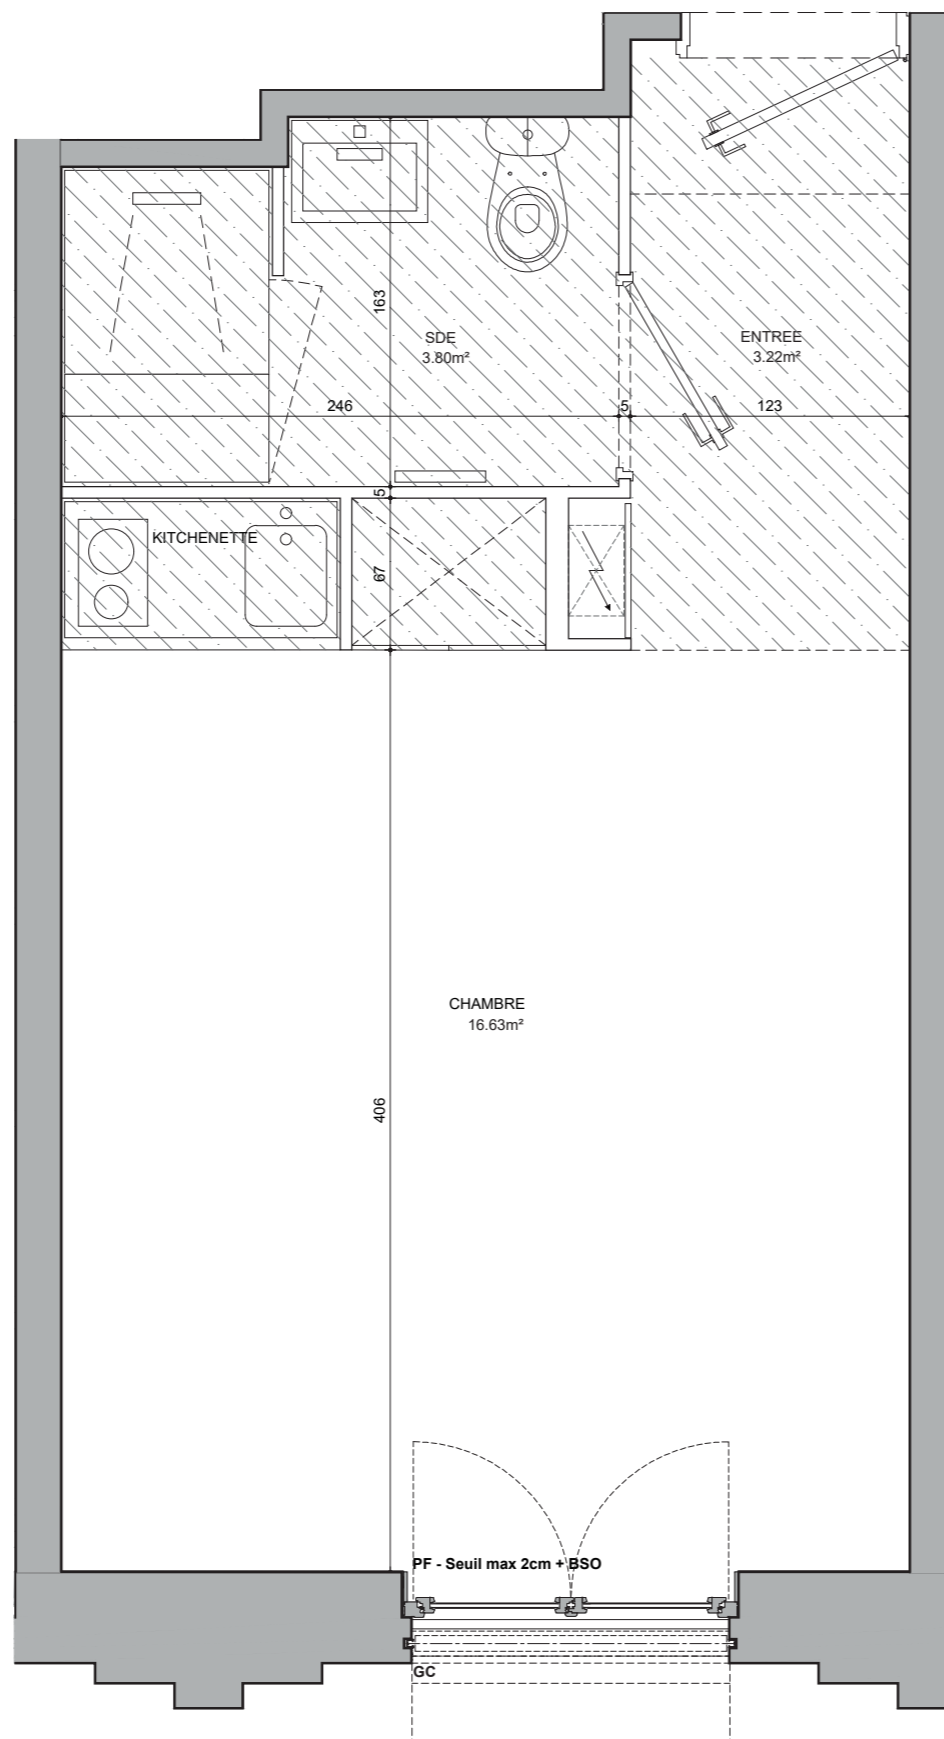 163
SDE
3.80m²
ENTREE
3.22m²
246
5
123
5
KITCHENETTE
67
CHAMBRE
16.63m²
406
PF - Seuil max 2cm + BSO
GC